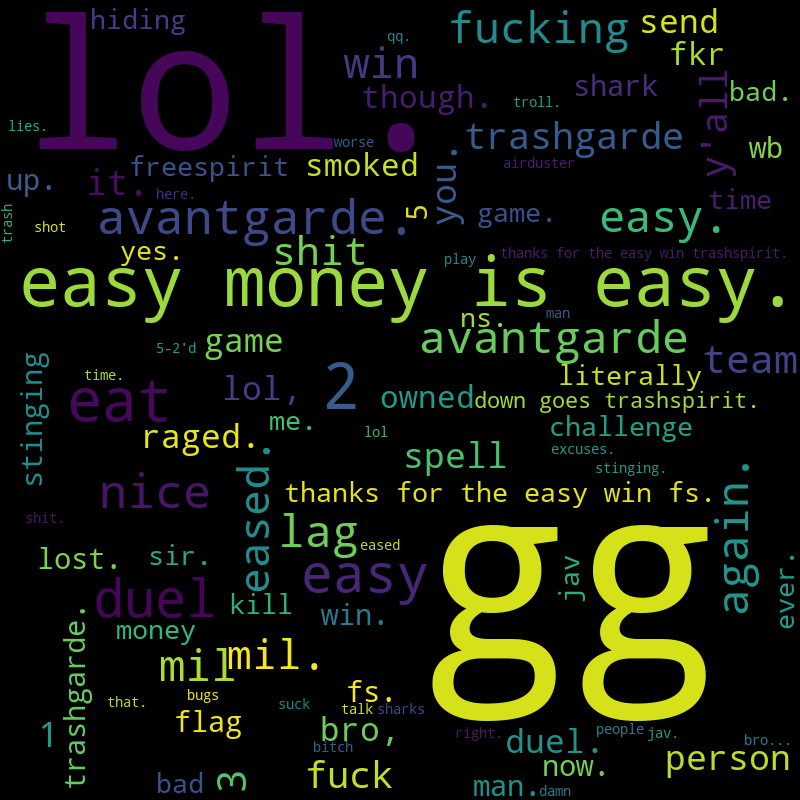 hiding
lol.
qq.
fucking
send
win
fkr
though.
shark
y'all
bad.
troll.
lies.
worse
trashgarde
wb
freespirit
smoked
you.
airduster
up.
it.
here.
time
trash
shot
avantgarde.
5
game.
easy.
yes.
shit
play
thanks for the easy win trashspirit.
easy money is easy.
ns.
man
5-2'd
game
avantgarde
team
stinging
time.
eat
lol,
2
owned
literally
down goes trashspirit.
raged.
me.
lol
challenge
excuses.
spell
stinging.
nice
eased.
thanks for the easy win fs.
again.
shit.
lag
eased
gg
lost.
sir.
easy
jav
ever.
duel
kill
win.
trashgarde.
money
mil
mil.
that.
bugs
suck
fs.
talk
sharks
1
flag
bro,
bitch
right.
duel.
people
jav.
bro...
bad
3
fuck
man.
damn
now.
person